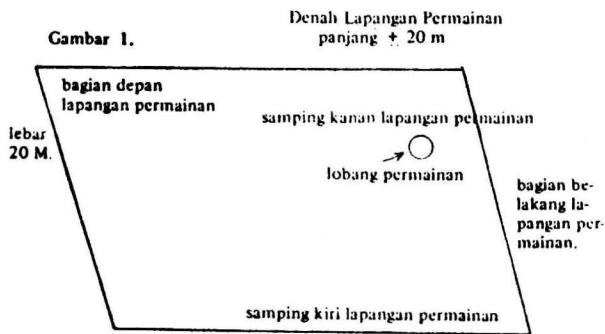 Denah Lapangan Permainan
panjang ± 20 m
Gambar 1.
bagian depan
lapangan permainan
samping kanan lapangan permainan
lebar
20 M.
lobang permainan
bagian be-
lakang la-
pangan per-
mainan.
samping kiri lapangan permainan